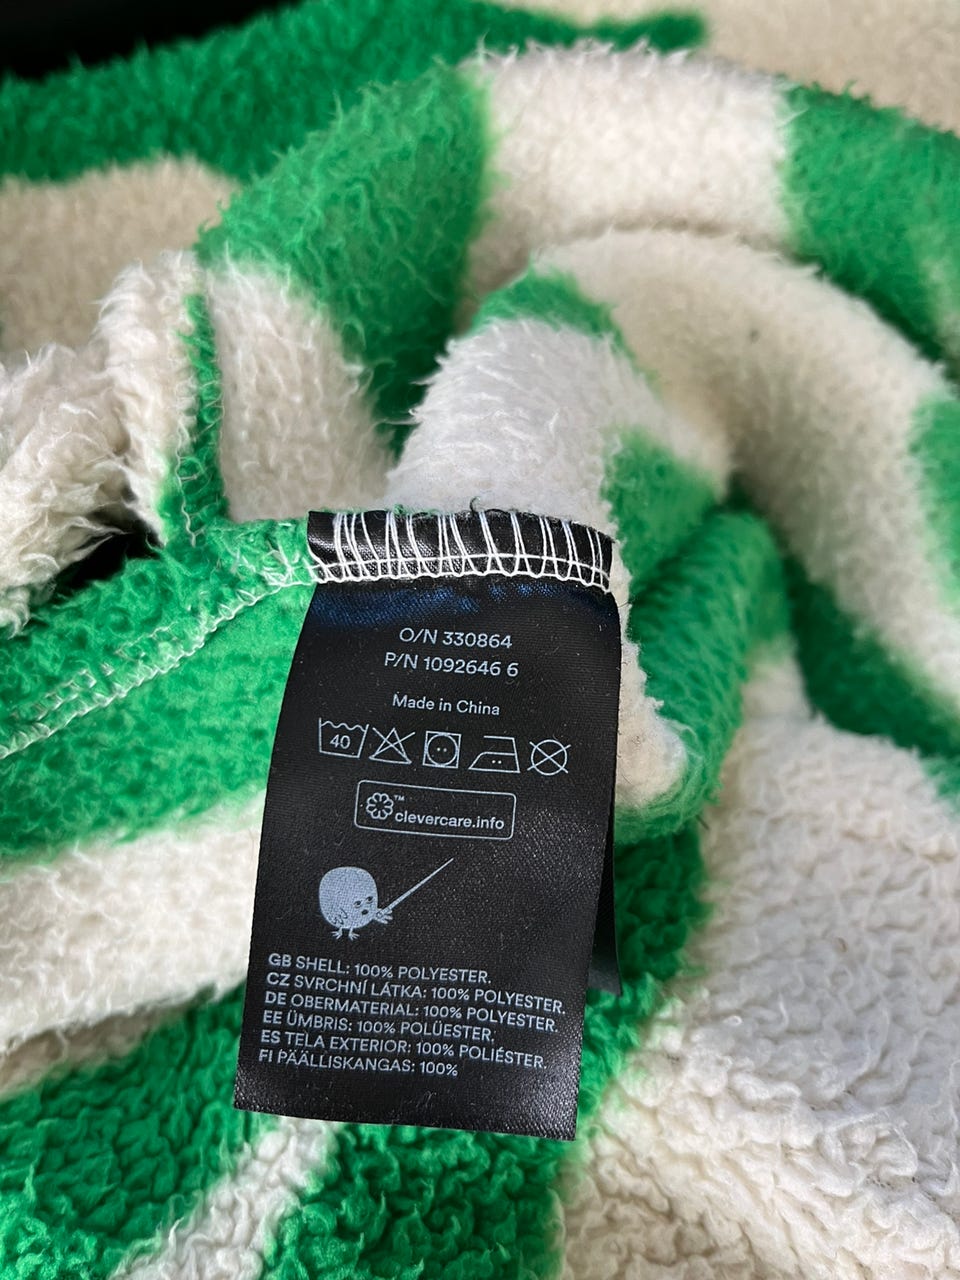 O/N 330864
P/N 1092646 6
Made in China
40
™
clevercare.info
GB SHELL: 100% POLYESTER.
CZ SVRCHNÍ LÁTKA: 100% POLYESTER.
DE OBERMATERIAL: 100% POLYESTER.
EE ÜMBRIS: 100% POLÜESTER.
ES TELA EXTERIOR: 100% POLIÉSTER.
FI PÄÄLLISKANGAS: 100%